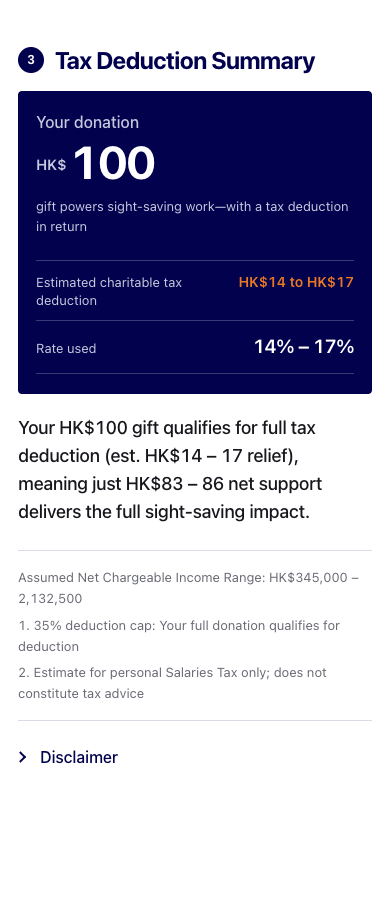 3 Tax Deduction Summary
Your donation
HK$ 100
gift powers sight-saving work—with a tax deduction
in return
Estimated charitable tax HK$14 to HK$17
deduction
Rate used 14% – 17%
Your HK$100 gift qualifies for full tax
deduction (est. HK$14 – 17 relief),
meaning just HK$83 – 86 net support
delivers the full sight-saving impact.
Assumed Net Chargeable Income Range: HK$345,000 –
2,132,500
1. 35% deduction cap: Your full donation qualifies for
deduction
2. Estimate for personal Salaries Tax only; does not
constitute tax advice
Disclaimer